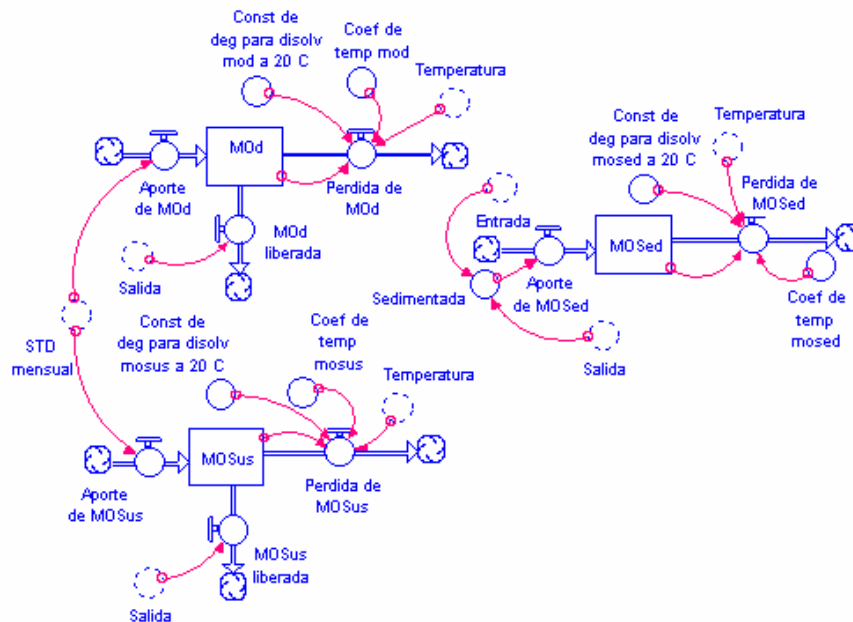 Const de
deg para disolv
mod a 20 C
Coef de
temp mod
Temperatura
MOd
Aporte
de MOd
Perdida de
MOd
MOd
liberada
Salida
STD
mensual
Const de
deg para disolv
mosed a 20 C
Temperatura
Perdida de
MOSed
Entrada
MOSed
Sedimentada
Aporte
de MOSed
Coef de
temp
mosed
Salida
Const de
deg para disolv
mosus a 20 C
Coef de
temp
mosus
Temperatura
MOSus
Aporte
de MOSus
Perdida de
MOSus
MOSus
liberada
Salida